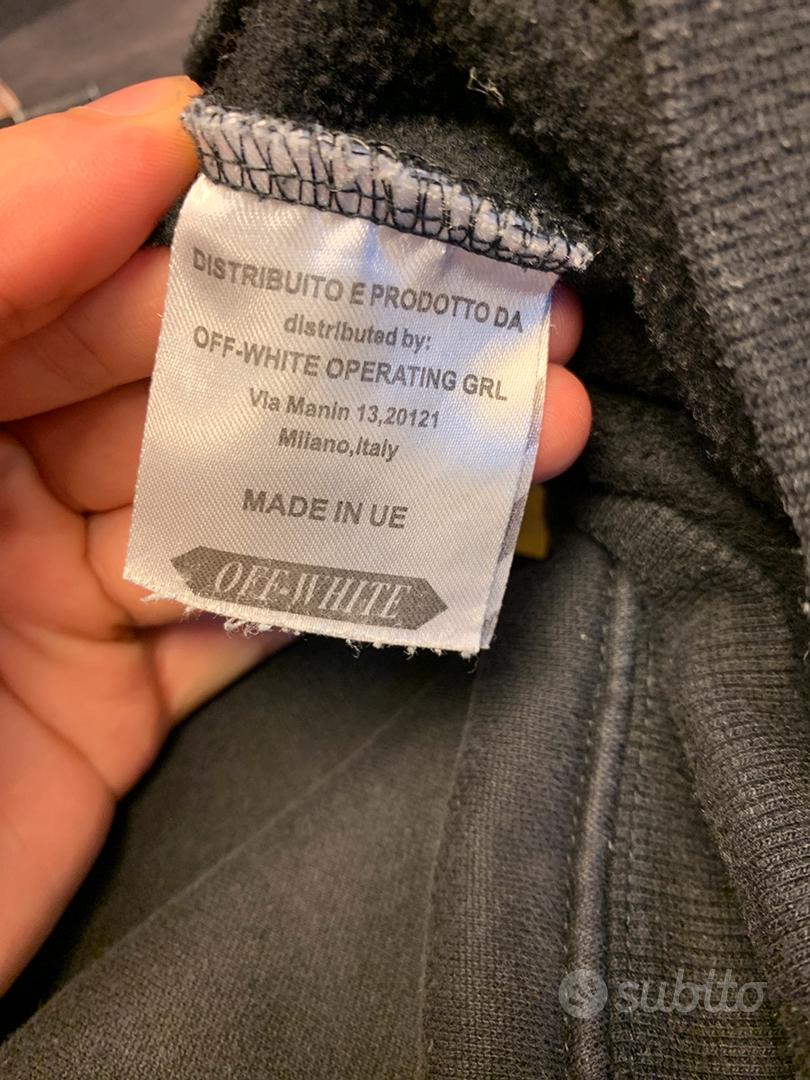 DISTRIBUITO E PRODOTTO DA
distributed by:
OFF-WHITE OPERATING GRL
Via Manin 13,20121
Milano,Italy
MADE IN UE
OFF-WHITE
subito